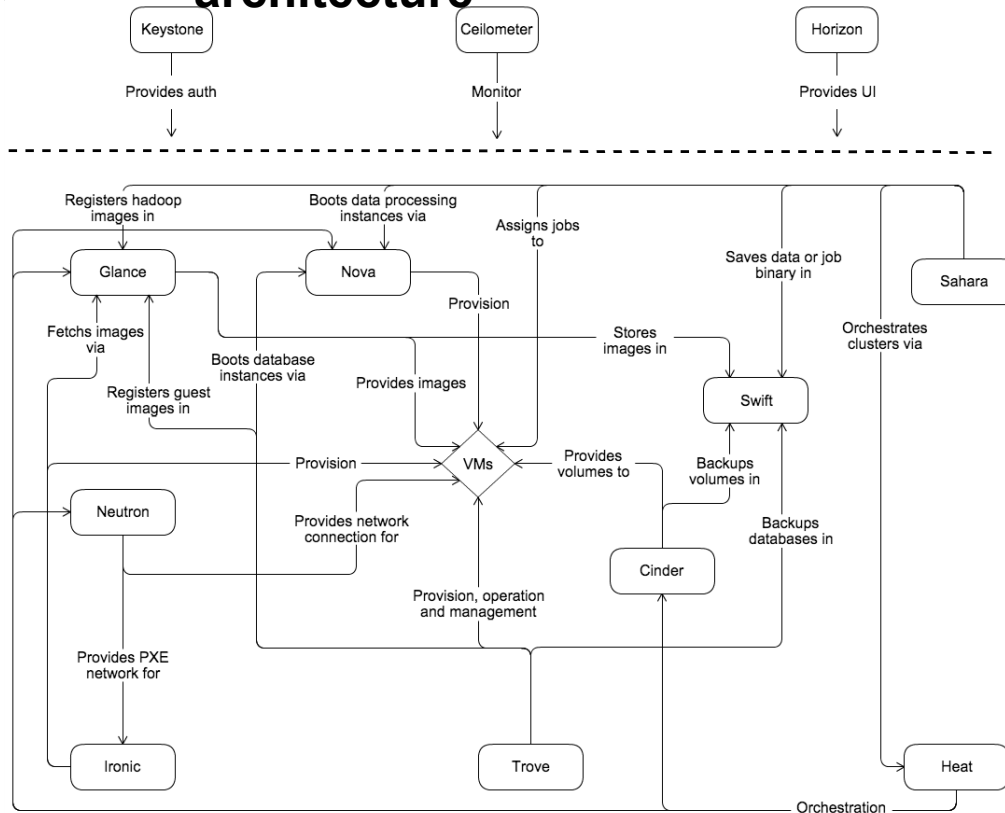 architecture
Keystone
Ceilometer
Horizon
Provides auth
Monitor
Provides UI
Registers hadoop
images in
Boots data processing
instances via
Assigns jobs
to
Saves data or job
binary in
Glance
Nova
Sahara
Provision
Fetchs images
via
Boots database
instances via
Stores
images in
Orchestrates
clusters via
Registers guest
images in
Provides images
Swift
Provision
VMs
Provides
volumes to
Backups
volumes in
Neutron
Provides network
connection for
Backups
databases in
Cinder
Provision, operation
and management
Provides PXE
network for
Ironic
Trove
Heat
Orchestration